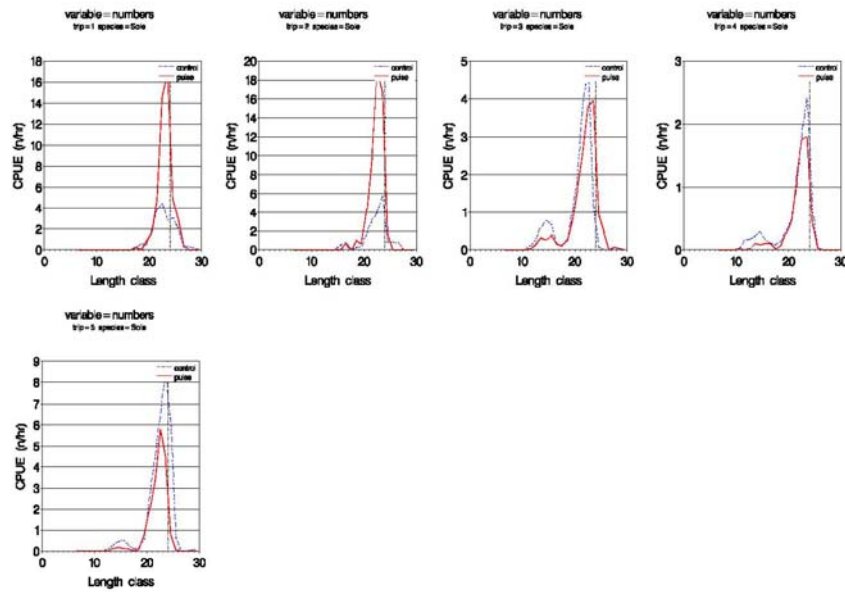 variable=numbers
trip=1 species=Sole
control
pulse
CPUE (n/hr)
18
16
14
12
10
8
6
4
2
0
0 10 20 30
Length class
variable=numbers
trip=2 species=Sole
control
pulse
CPUE (n/hr)
20
18
16
14
12
10
8
6
4
2
0
0 10 20 30
Length class
variable=numbers
trip=3 species=Sole
control
pulse
CPUE (n/hr)
5
4
3
2
1
0
0 10 20 30
Length class
variable=numbers
trip=4 species=Sole
control
pulse
CPUE (n/hr)
3
2
1
0
0 10 20 30
Length class
variable=numbers
trip=5 species=Sole
control
pulse
CPUE (n/hr)
9
8
7
6
5
4
3
2
1
0
0 10 20 30
Length class